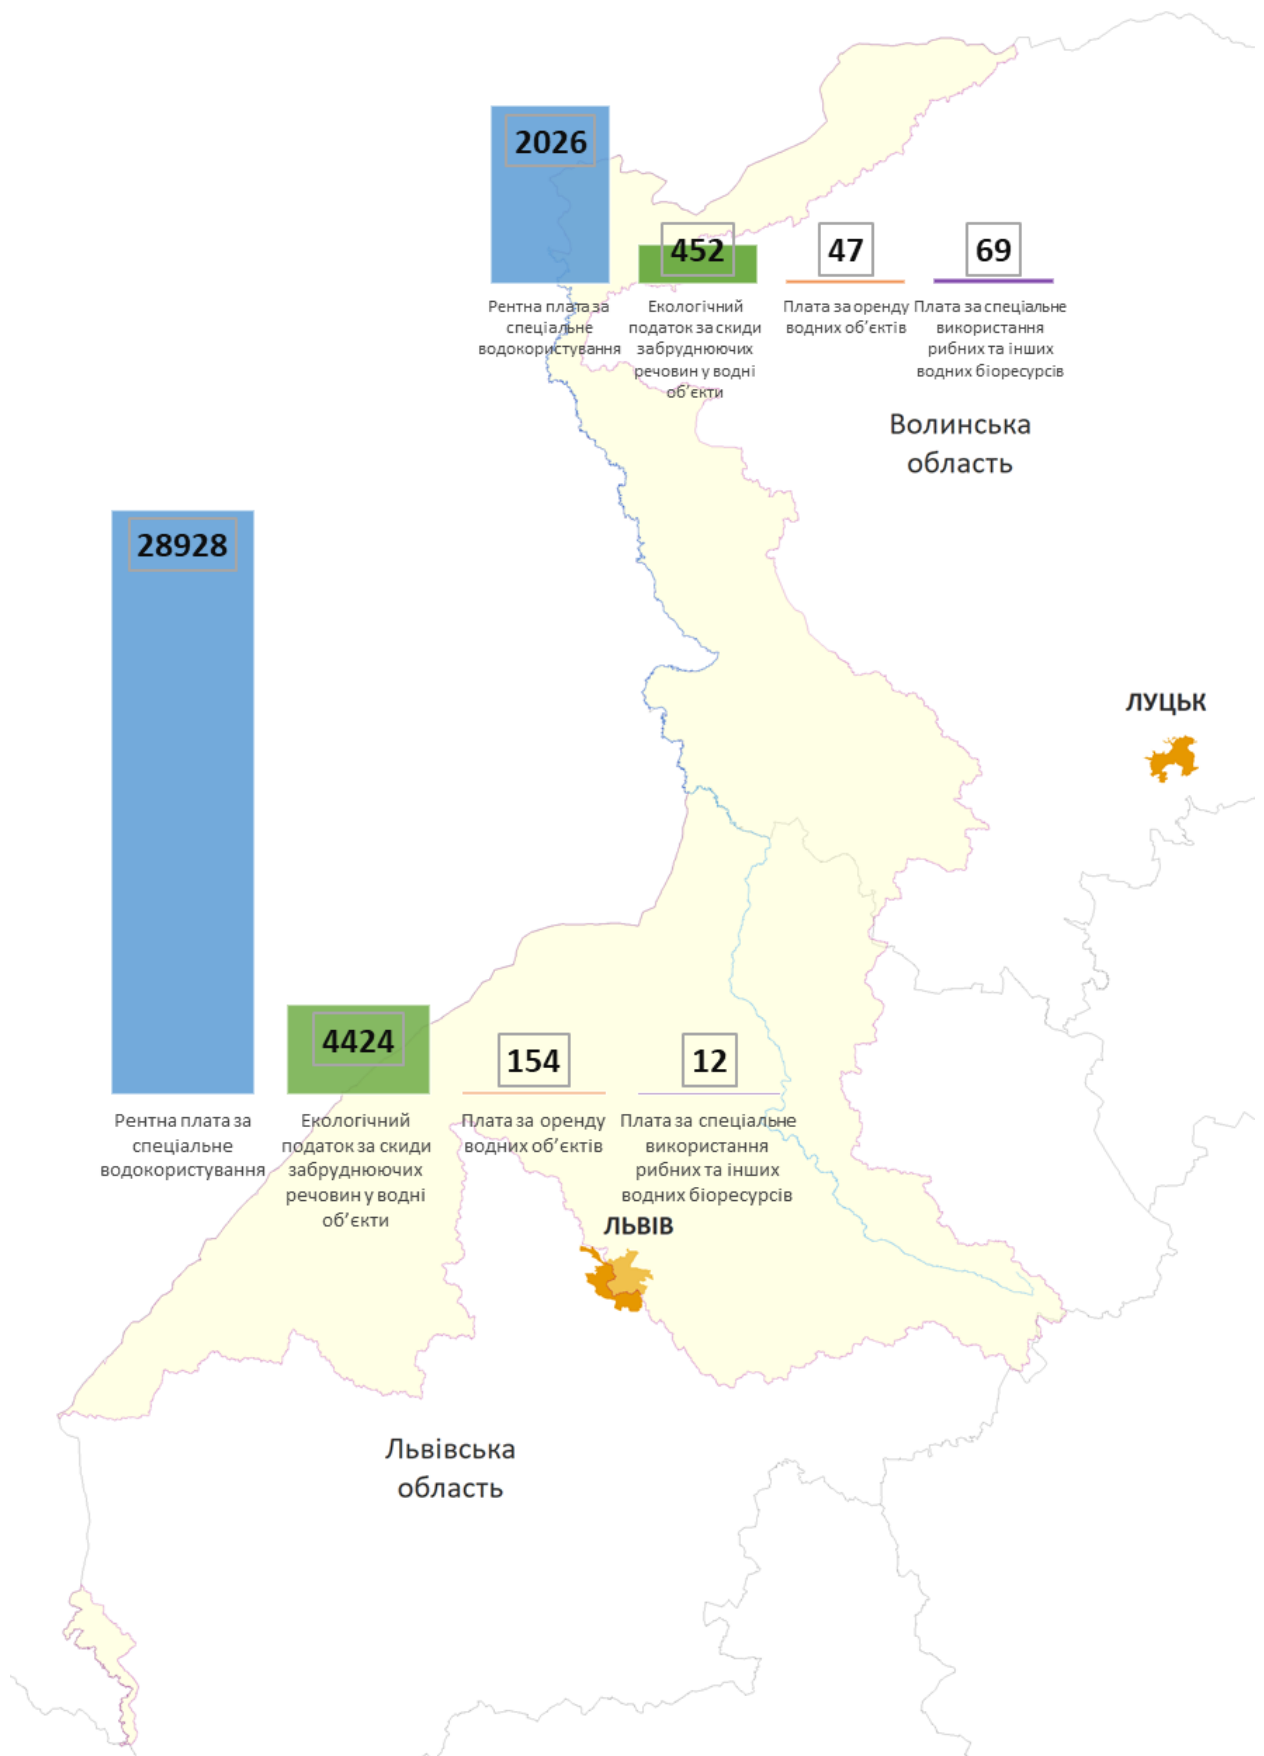 2026
452
47
69
Рентна плата за
спеціальне
водокористування
Екологічний
податок за скиди
забруднюючих
речовин у водні
об’єкти
Плата за оренду
водних об’єктів
Плата за спеціальне
використання
рибних та інших
водних біоресурсів
Волинська
область
28928
ЛУЦЬК
4424
154
12
Рентна плата за
спеціальне
водокористування
Екологічний
податок за скиди
забруднюючих
речовин у водні
об’єкти
Плата за оренду
водних об’єктів
Плата за спеціальне
використання
рибних та інших
водних біоресурсів
ЛЬВІВ
Львівська
область